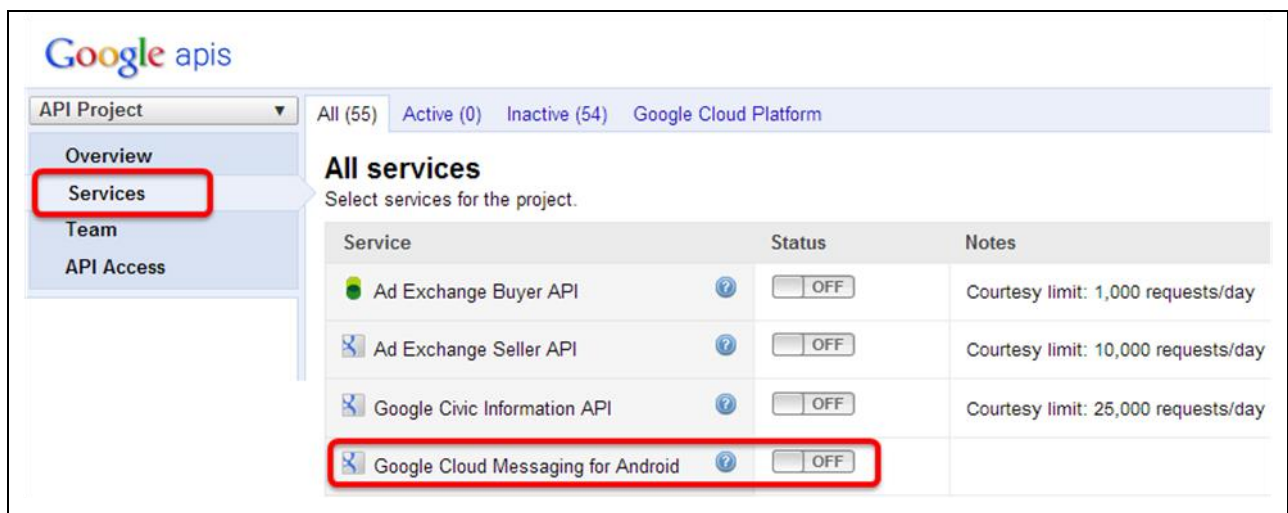 Google apis
API Project
All (55) Active (0) Inactive (54) Google Cloud Platform
Overview
Services
Team
API Access
All services
Select services for the project.
Service Status Notes
Ad Exchange Buyer API ? OFF Courtesy limit: 1,000 requests/day
Ad Exchange Seller API ? OFF Courtesy limit: 10,000 requests/day
Google Civic Information API ? OFF Courtesy limit: 25,000 requests/day
Google Cloud Messaging for Android ? OFF